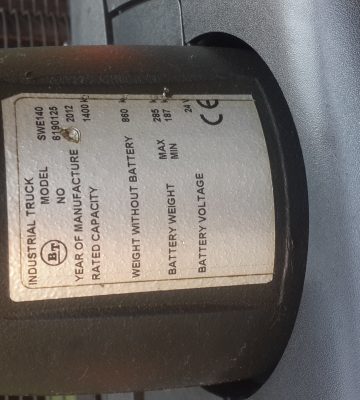 INDUSTRIAL TRUCK
BT MODEL SWE140
NO 6190125
YEAR OF MANUFACTURE 2012
RATED CAPACITY 1400 kg
WEIGHT WITHOUT BATTERY 860 k
BATTERY WEIGHT MAX 285 k
MIN 187 k
BATTERY VOLTAGE 24 V
CE